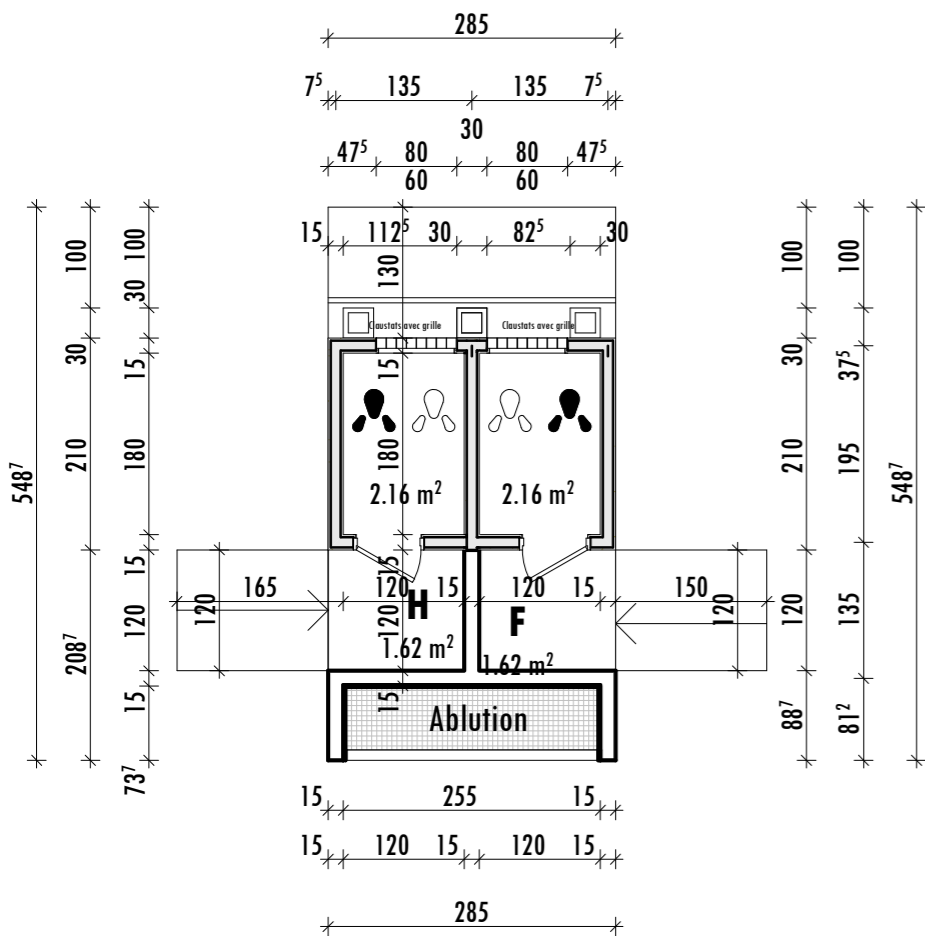 285
7⁵ 135 135 7⁵
30
47⁵ 80 80 47⁵
60 60
15 112⁵ 30 82⁵ 30
130
100
100
30
30
15
210
180
548⁷
15
120
208⁷
15
73⁷
Claustats avec grille Claustats avec grille
15
180
2.16 m² 2.16 m²
15
165 120 15 120 15 150
120 120 120
H F
1.62 m² 1.62 m²
15
Ablution
100
100
30
37⁵
210
195
548⁷
120
135
88⁷
81²
15 255 15
15 120 15 120 15
285